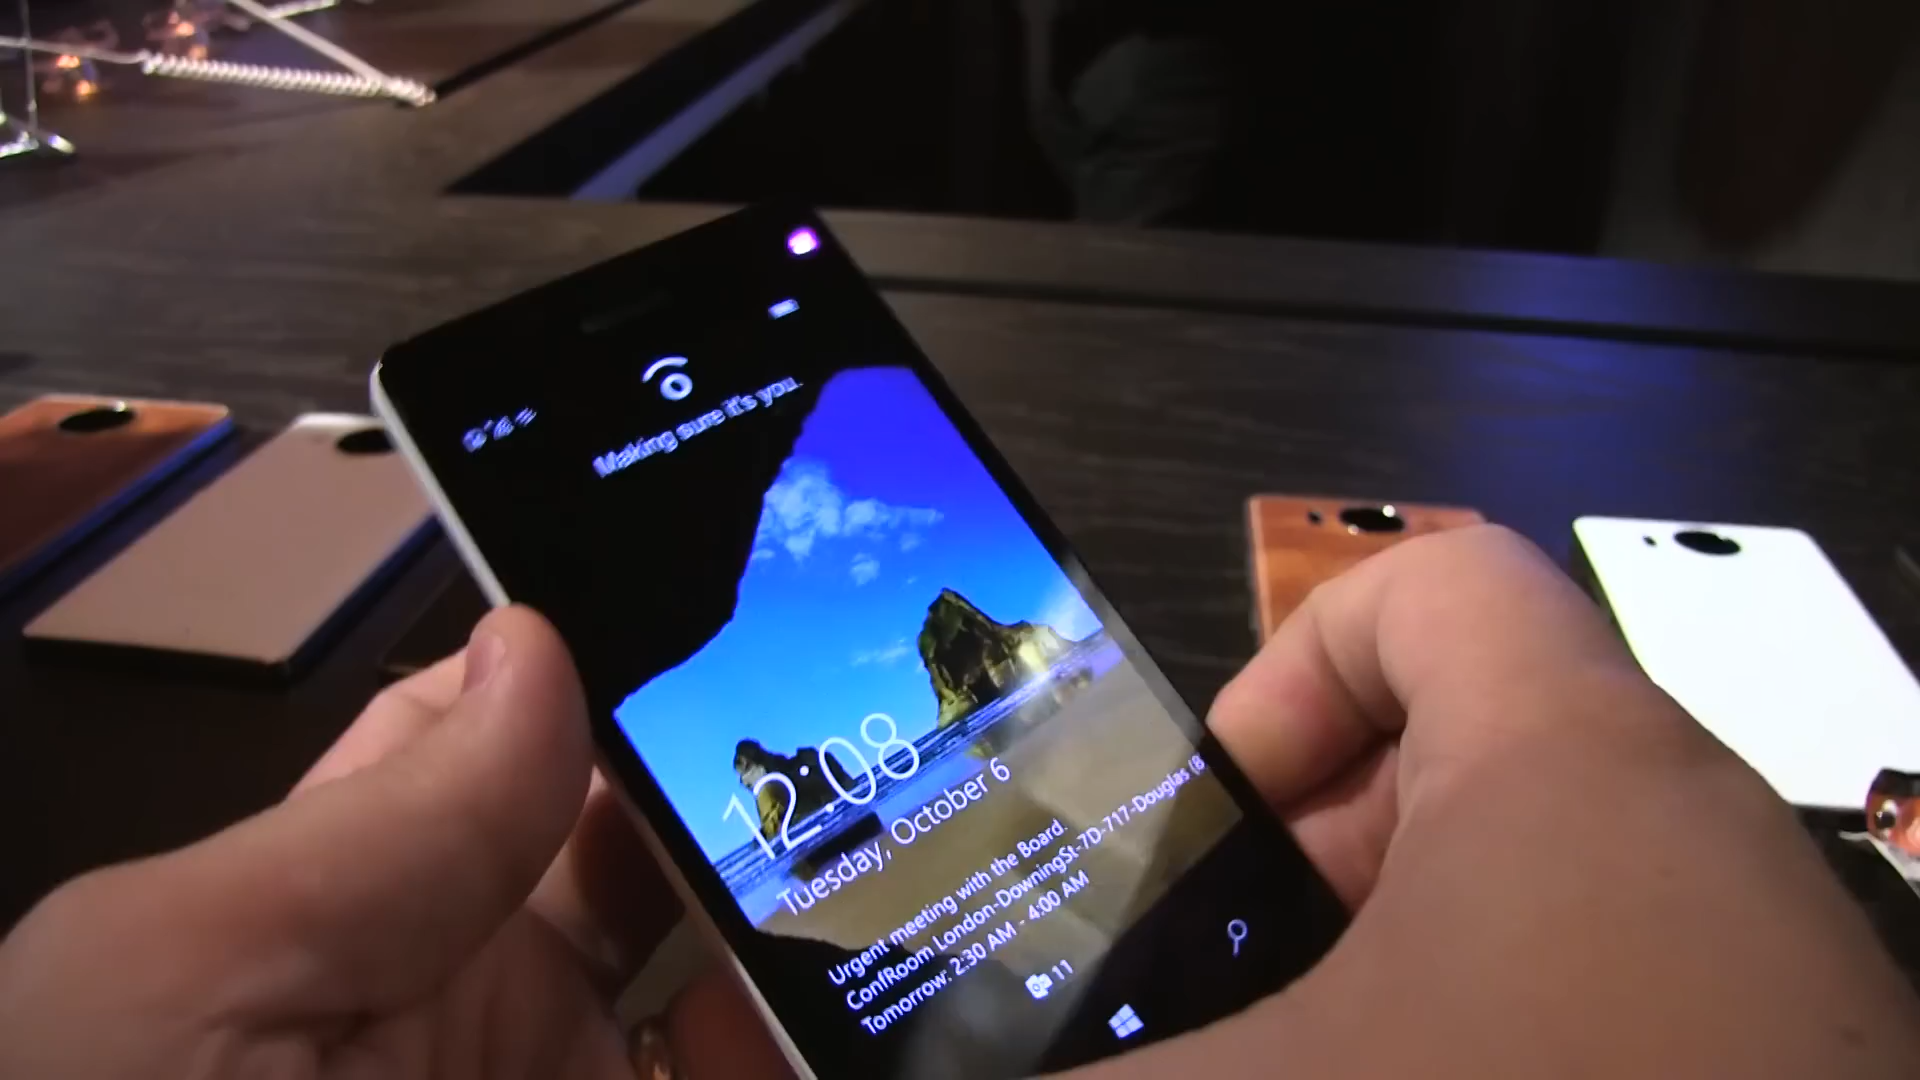 Making sure it's you.
12:08
Tuesday, October 6
Urgent meeting with the Board.
ConfRoom London-DowningSt-7D-717-Douglas (8
Tomorrow: 2:30 AM - 4:00 AM
11